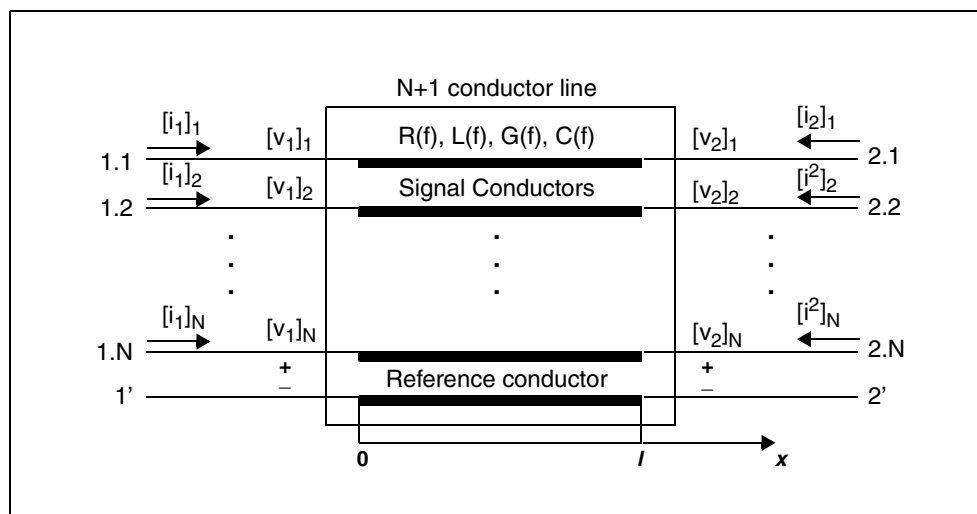 N+1 conductor line
[i1]1 [v1]1 R(f), L(f), G(f), C(f) [v2]1 [i2]1
1.1 2.1
[i1]2 [v1]2 Signal Conductors [v2]2 [i2]2
1.2 2.2
. . .
. . .
. . .
[i1]N [v1]N [v2]N [i2]N
1.N 2.N
+ +
1' _ Reference conductor _ 2'
0 l x